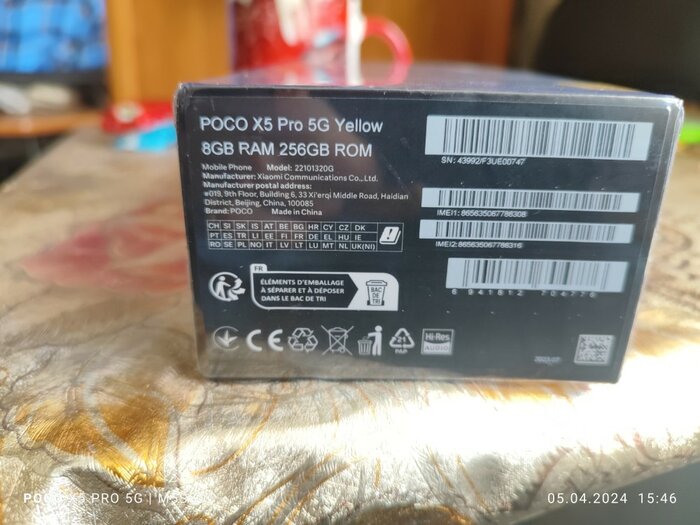 POCO X5 Pro 5G Yellow
8GB RAM 256GB ROM
Mobile Phone Model: 22101320G
Manufacturer: Xiaomi Communications Co., Ltd.
Manufacturer postal address:
#019, 9th Floor, Building 6, 33 Xi'erqi Middle Road, Haidian
District, Beijing, China, 100085
Brand: POCO Made in China
CH SI SK IS AT BE BG HR CY CZ DK
PT ES TR LI EE FI FR DE EL HU IE
RO SE PL NO IT LV LT LU MT NL UK(NI)
SN: 43992/F3UE00747
IMEI1: 865635067786308
IMEI2: 865635067786316
6 941812 704776
FR
ÉLÉMENTS D'EMBALLAGE
À SÉPARER ET À DÉPOSER
DANS LE BAC DE TRI
BAC
DE
TRI
CE
21
PAP
Hi-Res
AUDIO
POCO X5 PRO 5G |
05.04.2024 15:46